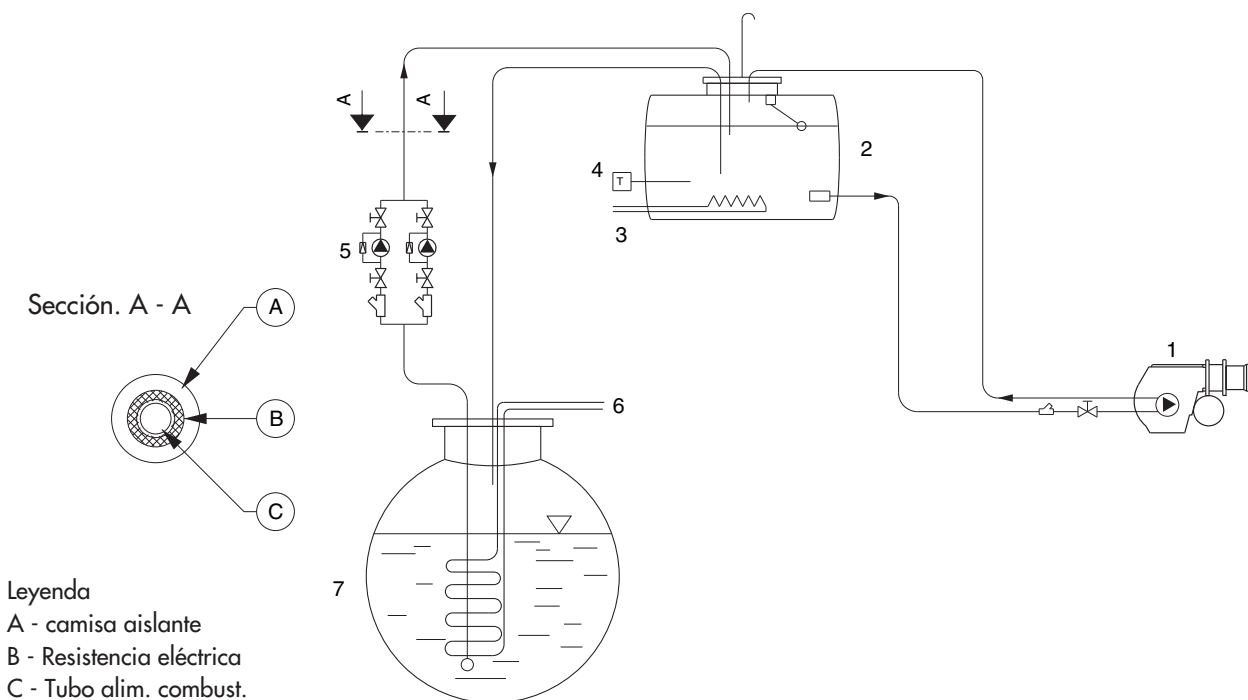 A
A
4
T
2
3
5
Sección. A - A
A
1
B
6
C
7
Leyenda
A - camisa aislante
B - Resistencia eléctrica
C - Tubo alim. combust.